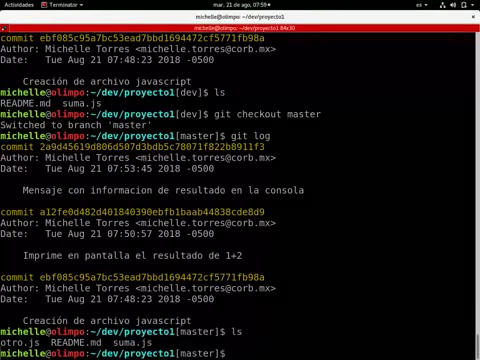 Actividades Terminator mar, 21 de ago, 07:59 es
michelle@olimpo: ~/dev/proyecto1
michelle@olimpo: ~/dev/proyecto1 84x30
commit ebf085c95a7bc53ead7bbd1694472cf5771fb98a
Author: Michelle Torres <michelle.torres@corb.mx>
Date:   Tue Aug 21 07:48:23 2018 -0500
Creación de archivo javascript
michelle@olimpo:~/dev/proyecto1[dev]$ ls
README.md  suma.js
michelle@olimpo:~/dev/proyecto1[dev]$ git checkout master
Switched to branch 'master'
michelle@olimpo:~/dev/proyecto1[master]$ git log
commit 2a9d45619d806d507d3bdb5c78071f822b8911f3
Author: Michelle Torres <michelle.torres@corb.mx>
Date:   Tue Aug 21 07:53:45 2018 -0500
Mensaje con informacion de resultado en la consola
commit a12fe0d482d401840390ebfb1baab44838cde8d9
Author: Michelle Torres <michelle.torres@corb.mx>
Date:   Tue Aug 21 07:50:57 2018 -0500
Imprime en pantalla el resultado de 1+2
commit ebf085c95a7bc53ead7bbd1694472cf5771fb98a
Author: Michelle Torres <michelle.torres@corb.mx>
Date:   Tue Aug 21 07:48:23 2018 -0500
Creación de archivo javascript
michelle@olimpo:~/dev/proyecto1[master]$ ls
otro.js  README.md  suma.js
michelle@olimpo:~/dev/proyecto1[master]$